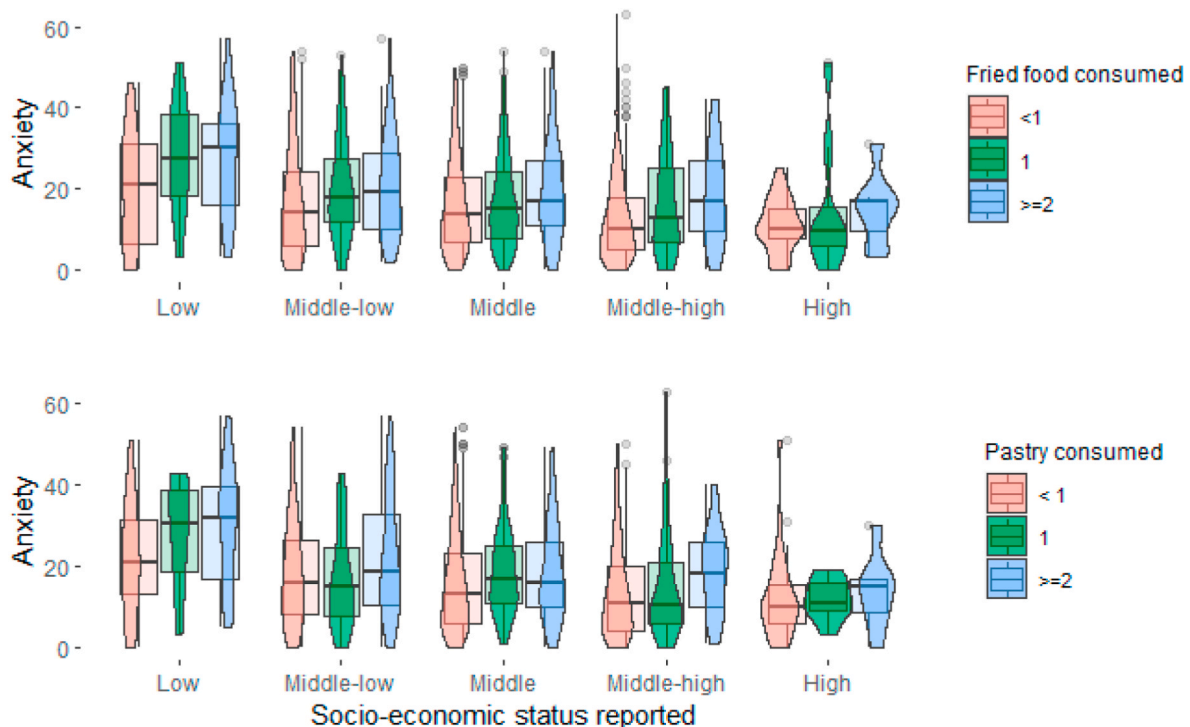 60
40
20
0
Anxiety
Low Middle-low Middle Middle-high High
Fried food consumed
<1
1
>=2
60
40
20
0
Anxiety
Low Middle-low Middle Middle-high High
Socio-economic status reported
Pastry consumed
< 1
1
>=2